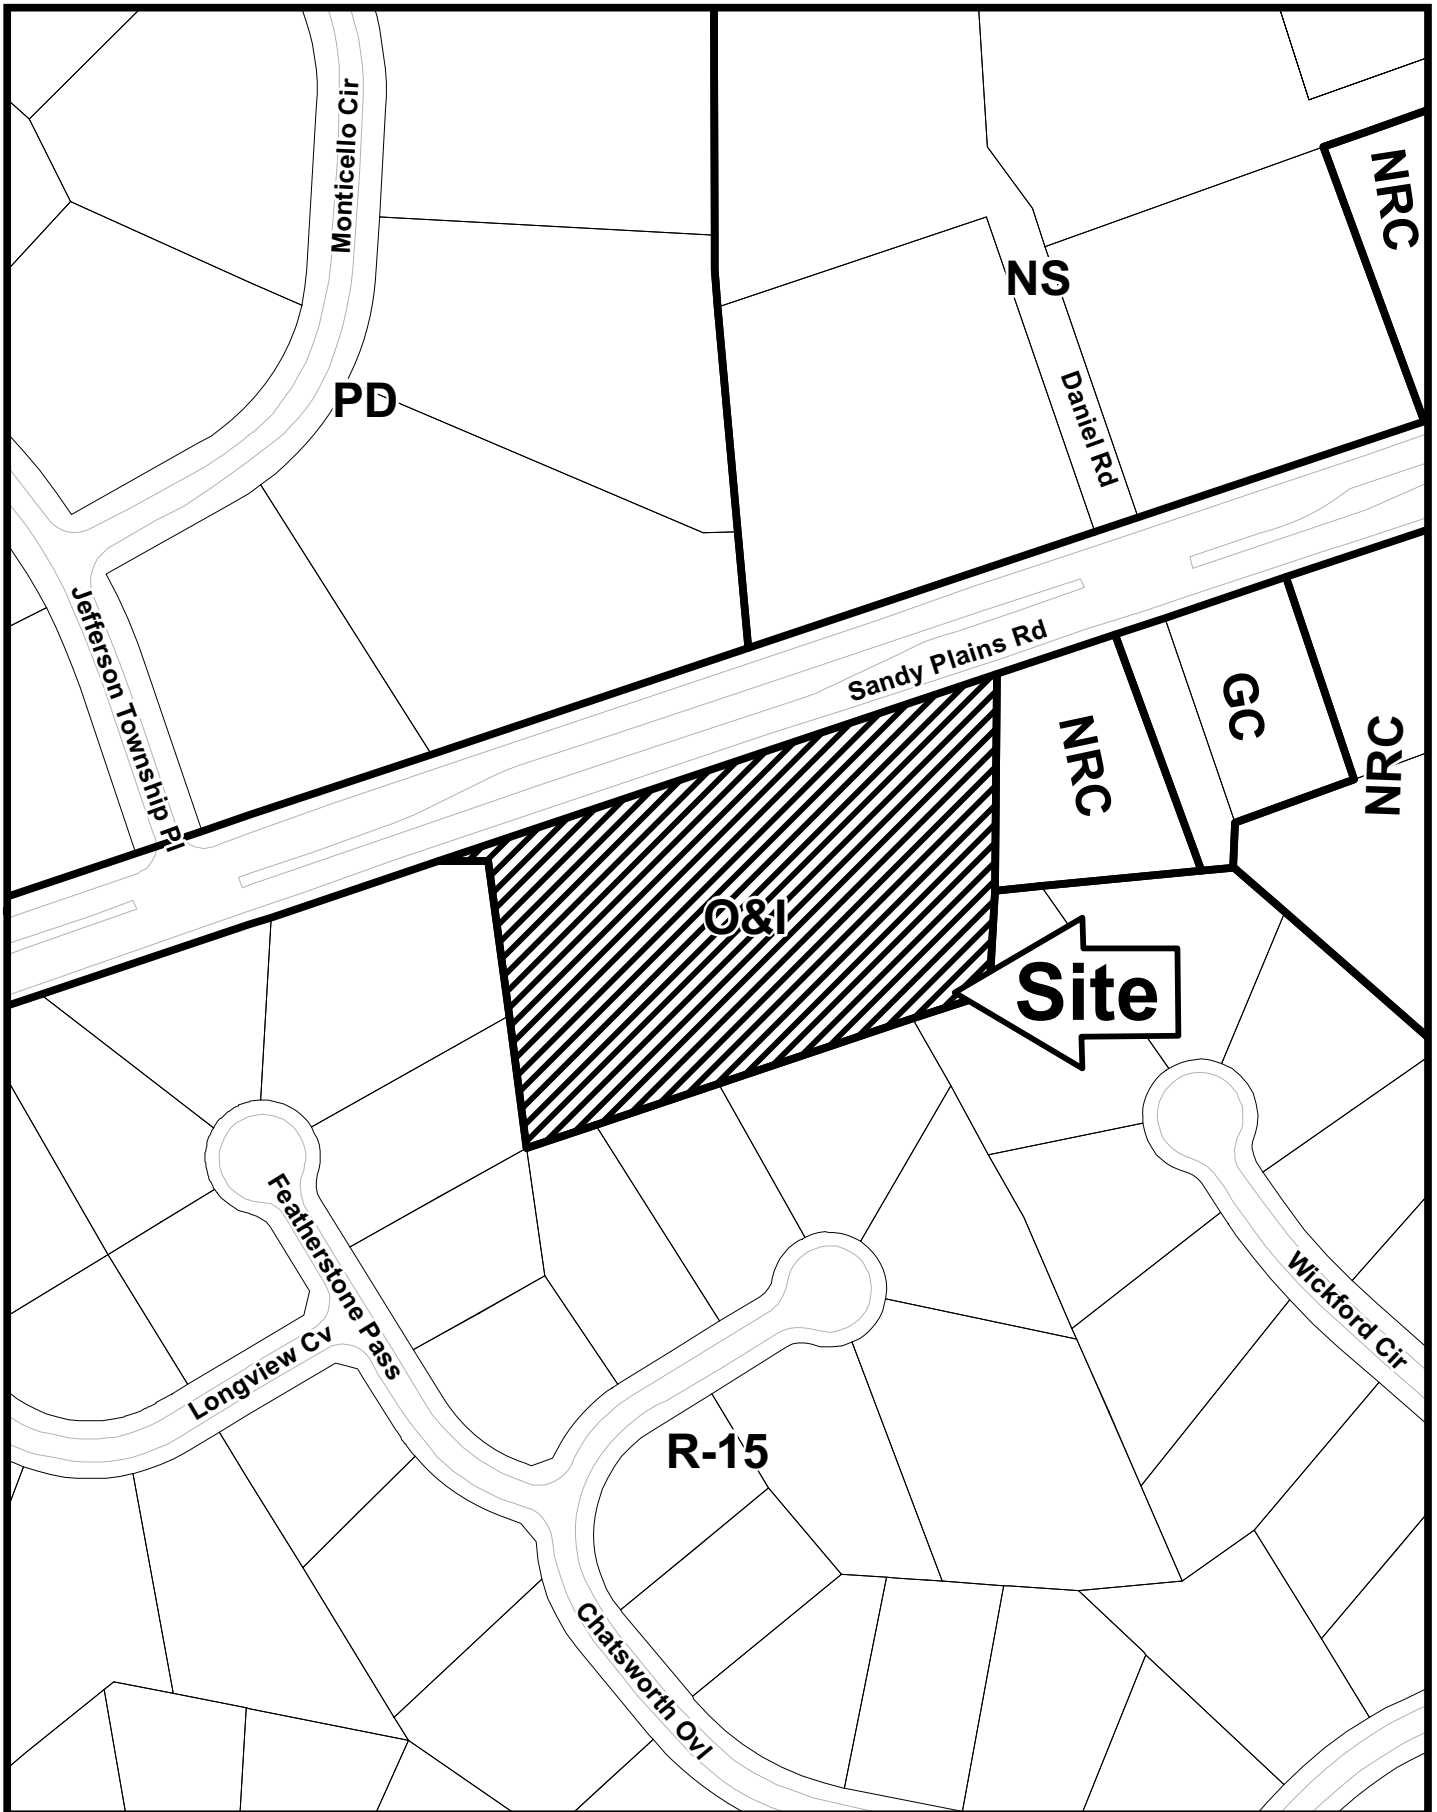 Monticello Cir
NRC
NS
PD
Daniel Rd
Jefferson Township Pl
Sandy Plains Rd
GC
NRC
NRC
O&I
Site
Featherstone Pass
Wickford Cir
Longview Cv
R-15
Chatsworth Ovl